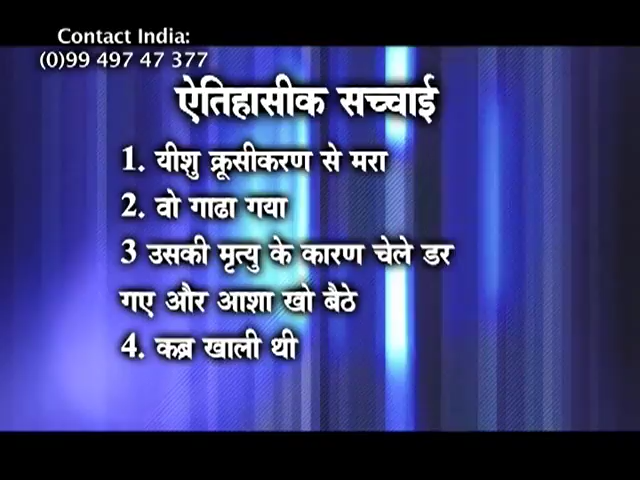 Contact India:
(0)99 497 47 377
ऐतिहासीक सच्चाई
1. यीशु क्रूसीकरण से मरा
2. वो गाढा गया
3 उसकी मृत्यु के कारण चेले डर
गए और आशा खो बैठे
4. कब्र खाली थी